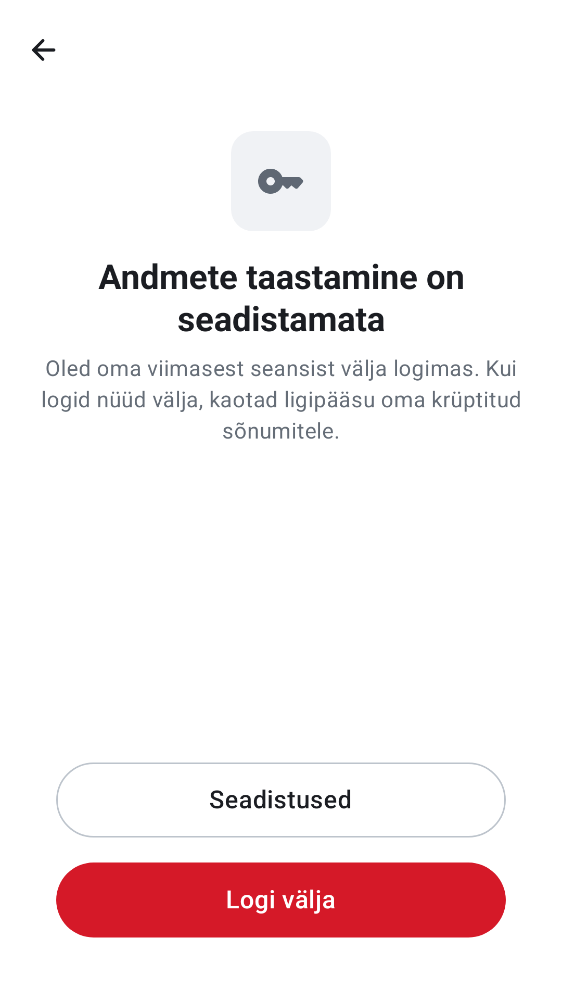 Andmete taastamine on
seadistamata
Oled oma viimasest seansist välja logimas. Kui
logid nüüd välja, kaotad ligipääsu oma krüptitud
sõnumitele.
Seadistused
Logi välja